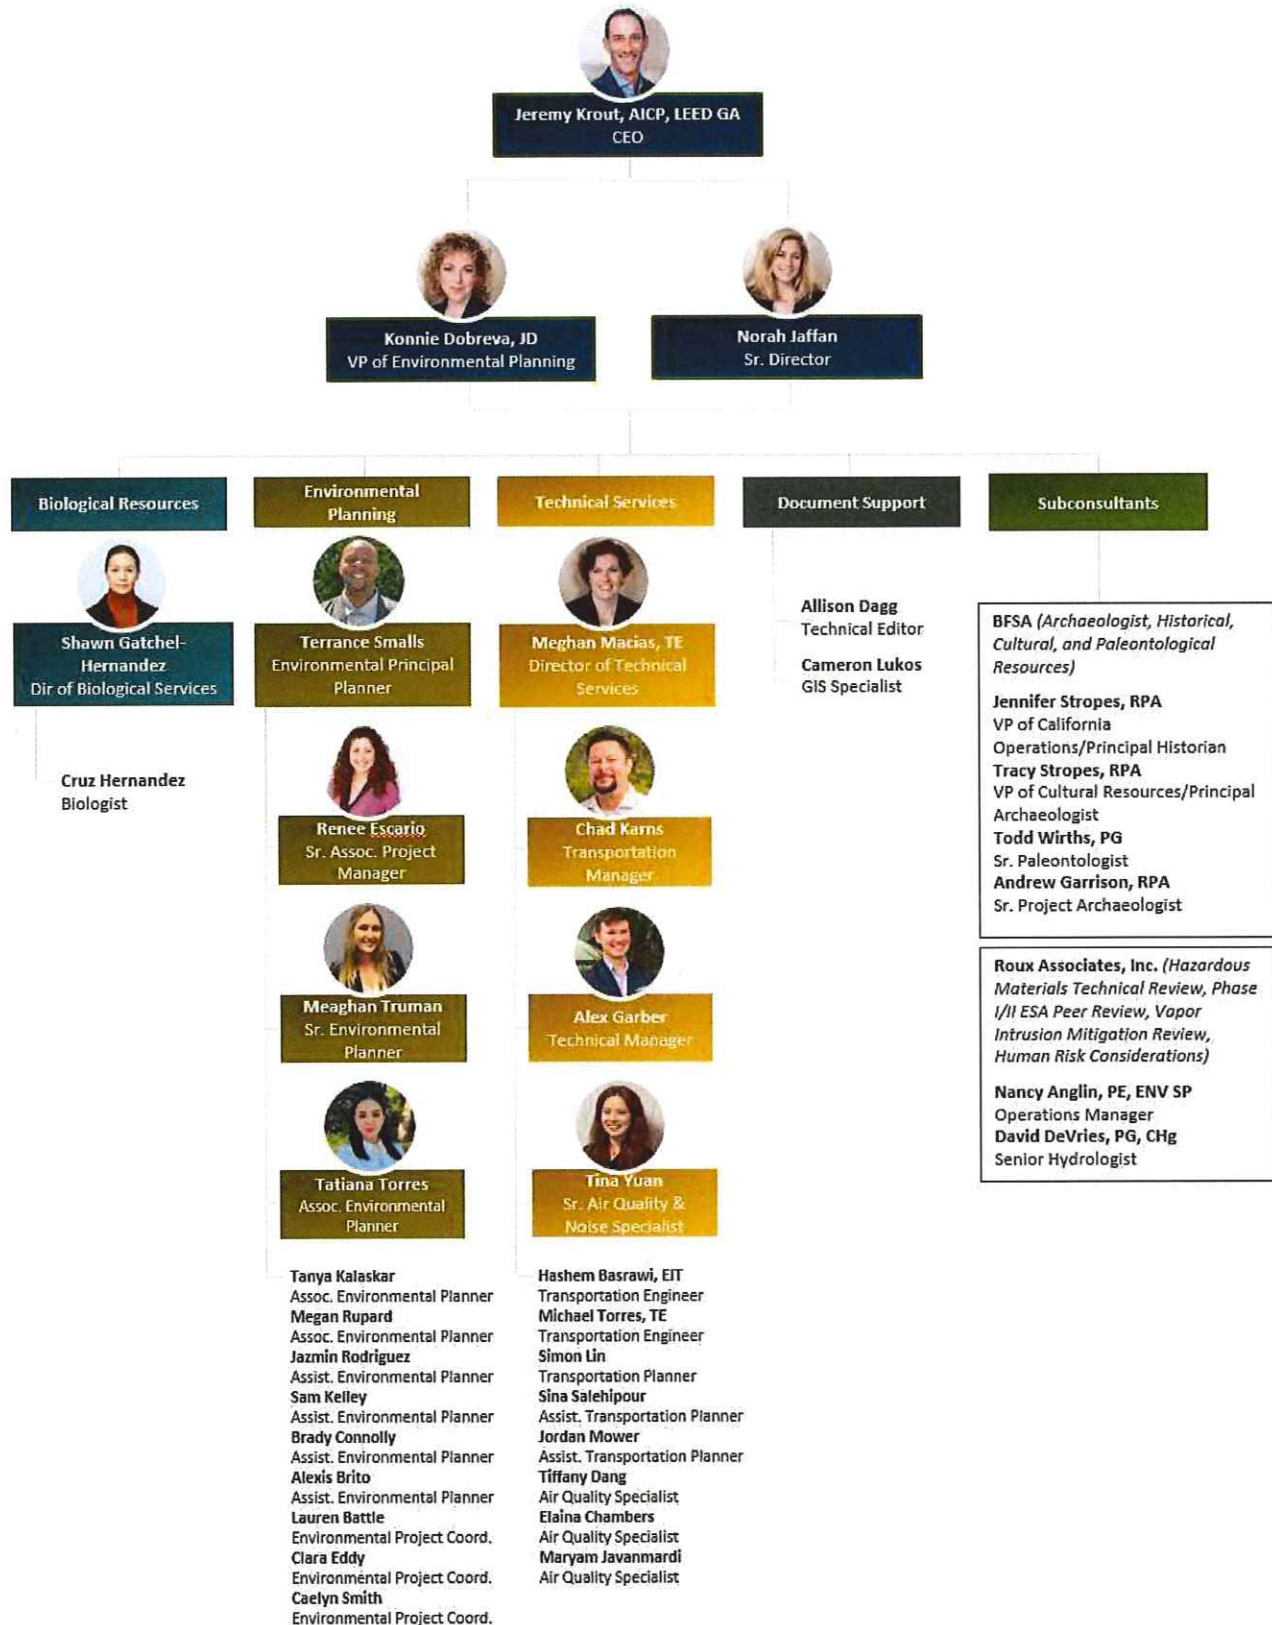 Jeremy Krout, AICP, LEED GA
CEO
Konnie Dobreva, JD
VP of Environmental Planning
Norah Jaffan
Sr. Director
Biological Resources
Shawn Gatchel-
Hernandez
Dir of Biological Services
Cruz Hernandez
Biologist
Environmental
Planning
Terrance Smalls
Environmental Principal
Planner
Renee Escario
Sr. Assoc. Project
Manager
Meaghan Truman
Sr. Environmental
Planner
Tatiana Torres
Assoc. Environmental
Planner
Tanya Kalaskar
Assoc. Environmental Planner
Megan Rupard
Assoc. Environmental Planner
Jazmin Rodriguez
Assist. Environmental Planner
Sam Kelley
Assist. Environmental Planner
Brady Connolly
Assist. Environmental Planner
Alexis Brito
Assist. Environmental Planner
Lauren Battle
Environmental Project Coord.
Clara Eddy
Environmental Project Coord.
Caelyn Smith
Environmental Project Coord.
Technical Services
Meghan Macias, TE
Director of Technical
Services
Chad Karns
Transportation
Manager
Alex Garber
Technical Manager
Tina Yuan
Sr. Air Quality &
Noise Specialist
Hashem Basrawi, EIT
Transportation Engineer
Michael Torres, TE
Transportation Engineer
Simon Lin
Transportation Planner
Sina Salehipour
Assist. Transportation Planner
Jordan Mower
Assist. Transportation Planner
Tiffany Dang
Air Quality Specialist
Elaina Chambers
Air Quality Specialist
Maryam Javanmardi
Air Quality Specialist
Document Support
Allison Dagg
Technical Editor
Cameron Lukos
GIS Specialist
Subconsultants
BFSA (Archaeologist, Historical,
Cultural, and Paleontological
Resources)
Jennifer Stropes, RPA
VP of California
Operations/Principal Historian
Tracy Stropes, RPA
VP of Cultural Resources/Principal
Archaeologist
Todd Wirths, PG
Sr. Paleontologist
Andrew Garrison, RPA
Sr. Project Archaeologist
Roux Associates, Inc. (Hazardous
Materials Technical Review, Phase
I/II ESA Peer Review, Vapor
Intrusion Mitigation Review,
Human Risk Considerations)
Nancy Anglin, PE, ENV SP
Operations Manager
David DeVries, PG, CHg
Senior Hydrologist